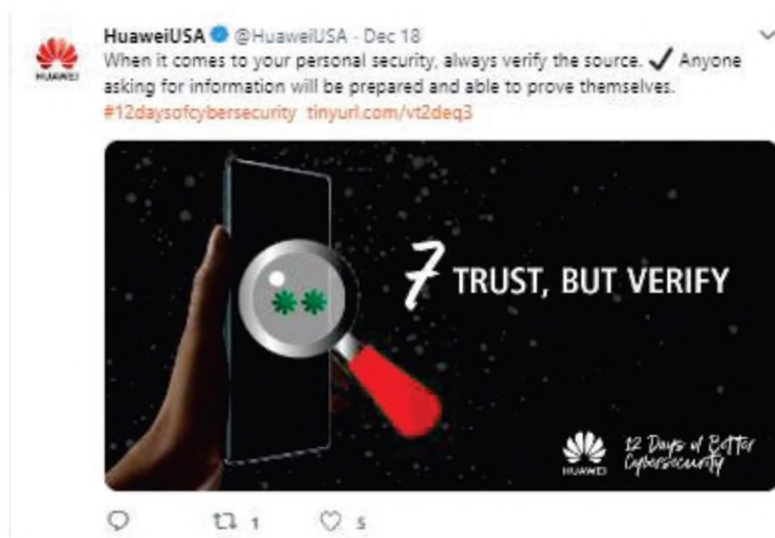 HuaweiUSA @HuaweiUSA - Dec 18
When it comes to your personal security, always verify the source. ✔ Anyone
asking for information will be prepared and able to prove themselves.
#12daysofcybersecurity tinyurl.com/vt2deq3
HUAWEI
7 TRUST, BUT VERIFY
**
HUAWEI
12 Days of Better
Cybersecurity
1 5